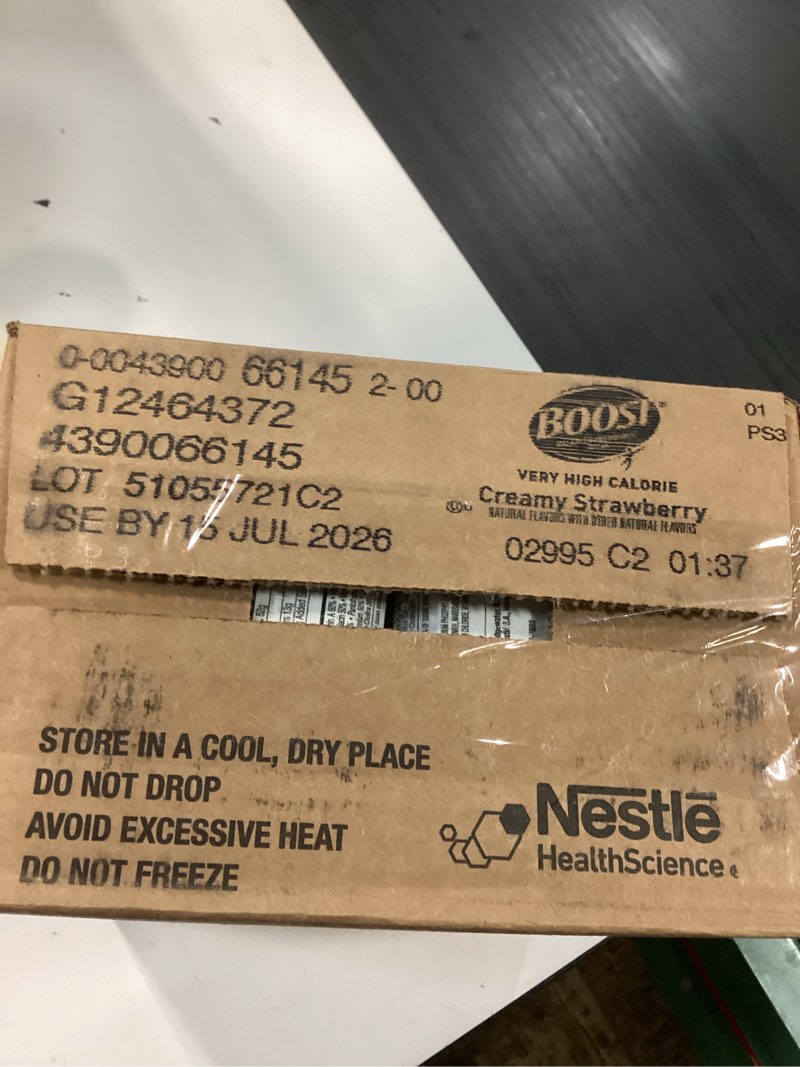 0-0043900 66145 2- 00
G12464372
4390066145
LOT 51055721C2
USE BY 15 JUL 2026
BOOST®
VERY HIGH CALORIE
Creamy Strawberry
NATURAL FLAVORS WITH OTHER NATURAL FLAVORS
02995 C2 01:37
01
PS3
STORE IN A COOL, DRY PLACE
DO NOT DROP
AVOID EXCESSIVE HEAT
DO NOT FREEZE
Nestlē
HealthScience